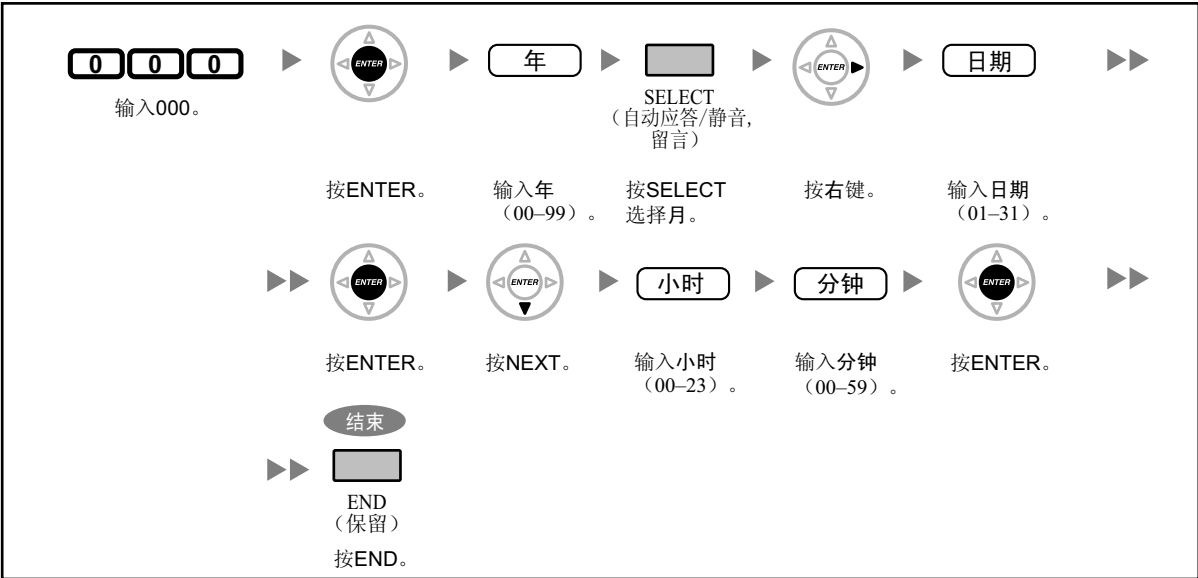 0 0 0
ENTER
年
ENTER
日期
输入000。
SELECT
（自动应答/静音,
留言）
按ENTER。
输入年
（00–99）。
按SELECT
选择月。
按右键。
输入日期
（01–31）。
ENTER
ENTER
小时
分钟
ENTER
按ENTER。
按NEXT。
输入小时
（00–23）。
输入分钟
（00–59）。
按ENTER。
结束
END
（保留）
按END。